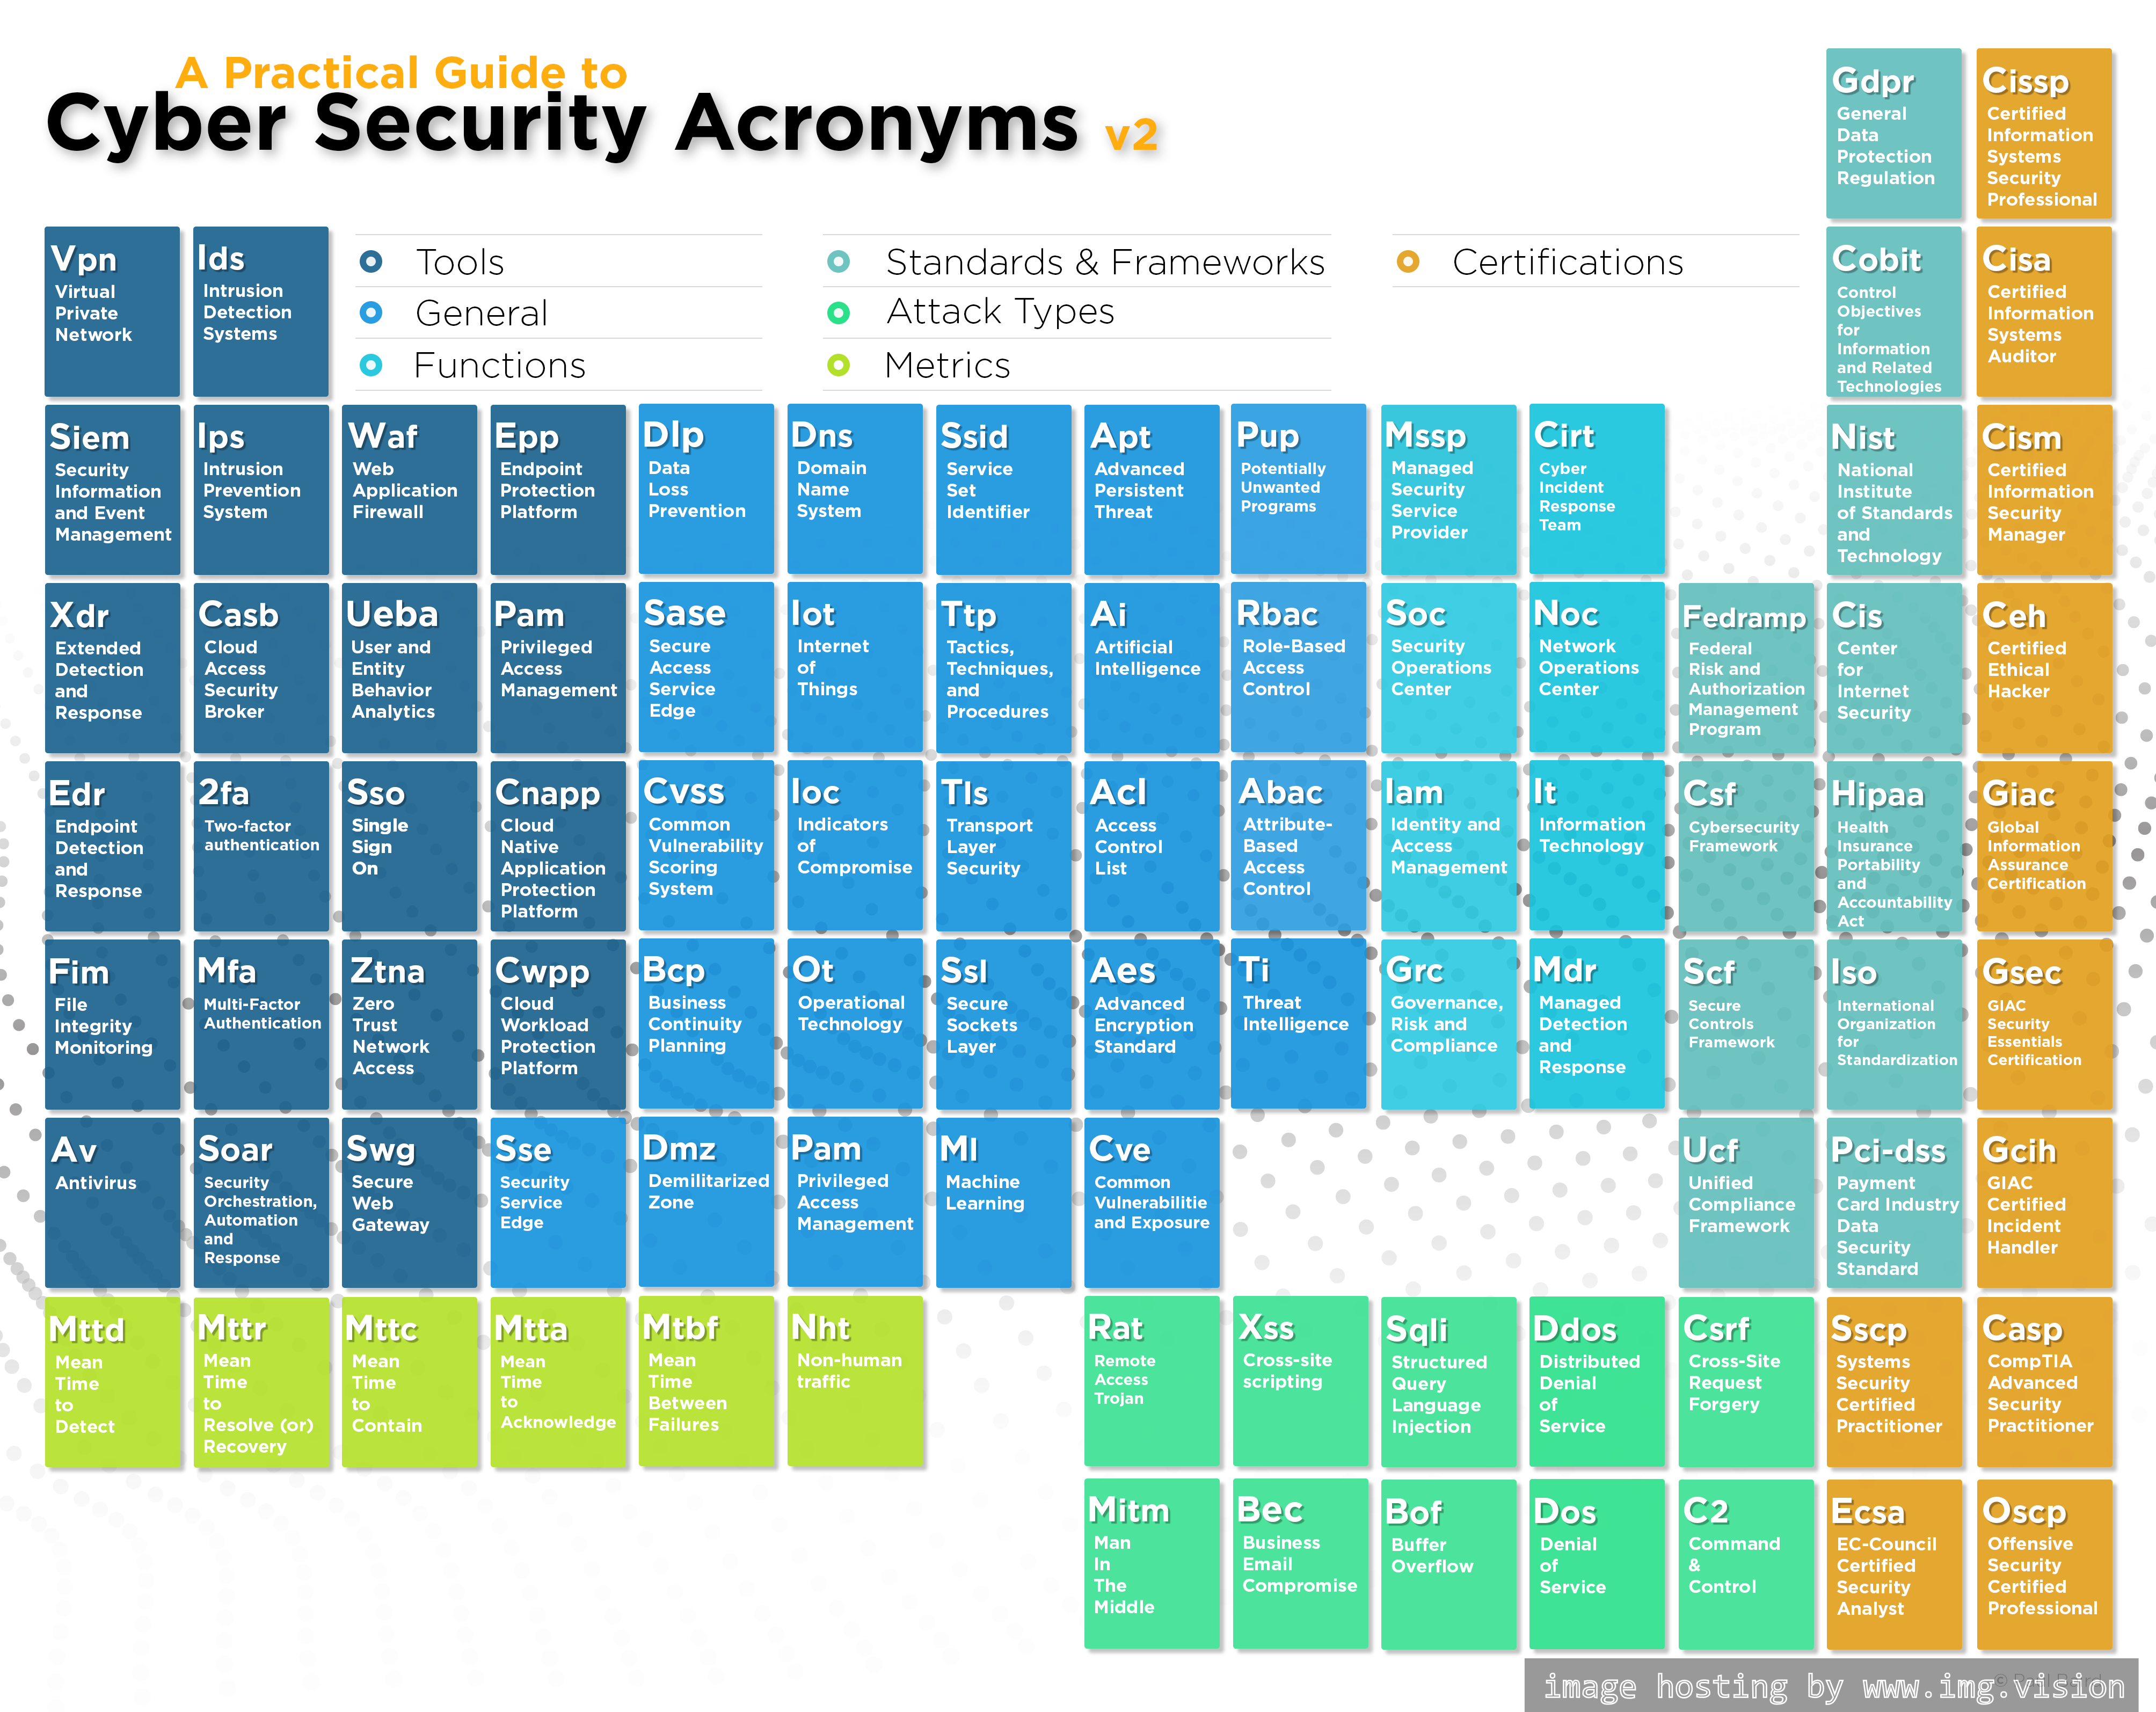 A Practical Guide to
Cyber Security Acronyms v2
Gdpr
General
Data
Protection
Regulation
Cissp
Certified
Information
Systems
Security
Professional
Vpn
Virtual
Private
Network
Ids
Intrusion
Detection
Systems
Tools
General
Functions
Standards & Frameworks
Attack Types
Metrics
Certifications
Cobit
Control
Objectives
for
Information
and Related
Technologies
Cisa
Certified
Information
Systems
Auditor
Siem
Security
Information
and Event
Management
Ips
Intrusion
Prevention
System
Waf
Web
Application
Firewall
Epp
Endpoint
Protection
Platform
Dlp
Data
Loss
Prevention
Dns
Domain
Name
System
Ssid
Service
Set
Identifier
Apt
Advanced
Persistent
Threat
Pup
Potentially
Unwanted
Programs
Mssp
Managed
Security
Service
Provider
Cirt
Cyber
Incident
Response
Team
Nist
National
Institute
of Standards
and
Technology
Cism
Certified
Information
Security
Manager
Xdr
Extended
Detection
and
Response
Casb
Cloud
Access
Security
Broker
Ueba
User and
Entity
Behavior
Analytics
Pam
Privileged
Access
Management
Sase
Secure
Access
Service
Edge
Iot
Internet
of
Things
Ttp
Tactics,
Techniques,
and
Procedures
Ai
Artificial
Intelligence
Rbac
Role-Based
Access
Control
Soc
Security
Operations
Center
Noc
Network
Operations
Center
Fedramp
Federal
Risk and
Authorization
Management
Program
Cis
Center
for
Internet
Security
Ceh
Certified
Ethical
Hacker
Edr
Endpoint
Detection
and
Response
2fa
Two-factor
authentication
Sso
Single
Sign
On
Cnapp
Cloud
Native
Application
Protection
Platform
Cvss
Common
Vulnerability
Scoring
System
Ioc
Indicators
of
Compromise
Tls
Transport
Layer
Security
Acl
Access
Control
List
Abac
Attribute-
Based
Access
Control
Iam
Identity and
Access
Management
It
Information
Technology
Csf
Cybersecurity
Framework
Hipaa
Health
Insurance
Portability
and
Accountability
Act
Giac
Global
Information
Assurance
Certification
Fim
File
Integrity
Monitoring
Mfa
Multi-Factor
Authentication
Ztna
Zero
Trust
Network
Access
Cwpp
Cloud
Workload
Protection
Platform
Bcp
Business
Continuity
Planning
Ot
Operational
Technology
Ssl
Secure
Sockets
Layer
Aes
Advanced
Encryption
Standard
Ti
Threat
Intelligence
Grc
Governance,
Risk and
Compliance
Mdr
Managed
Detection
and
Response
Scf
Secure
Controls
Framework
Iso
International
Organization
for
Standardization
Gsec
GIAC
Security
Essentials
Certification
Av
Antivirus
Soar
Security
Orchestration,
Automation
and
Response
Swg
Secure
Web
Gateway
Sse
Security
Service
Edge
Dmz
Demilitarized
Zone
Pam
Privileged
Access
Management
Ml
Machine
Learning
Cve
Common
Vulnerabilitie
and Exposure
Ucf
Unified
Compliance
Framework
Pci-dss
Payment
Card Industry
Data
Security
Standard
Gcih
GIAC
Certified
Incident
Handler
Mttd
Mean
Time
to
Detect
Mttr
Mean
Time
to
Resolve (or)
Recovery
Mttc
Mean
Time
to
Contain
Mtta
Mean
Time
to
Acknowledge
Mtbf
Mean
Time
Between
Failures
Nht
Non-human
traffic
Rat
Remote
Access
Trojan
Xss
Cross-site
scripting
Sqli
Structured
Query
Language
Injection
Ddos
Distributed
Denial
of
Service
Csrf
Cross-Site
Request
Forgery
Sscp
Systems
Security
Certified
Practitioner
Casp
CompTIA
Advanced
Security
Practitioner
Mitm
Man
In
The
Middle
Bec
Business
Email
Compromise
Bof
Buffer
Overflow
Dos
Denial
of
Service
C2
Command
&
Control
Ecsa
EC-Council
Certified
Security
Analyst
Oscp
Offensive
Security
Certified
Professional
image hosting by www.img.vision